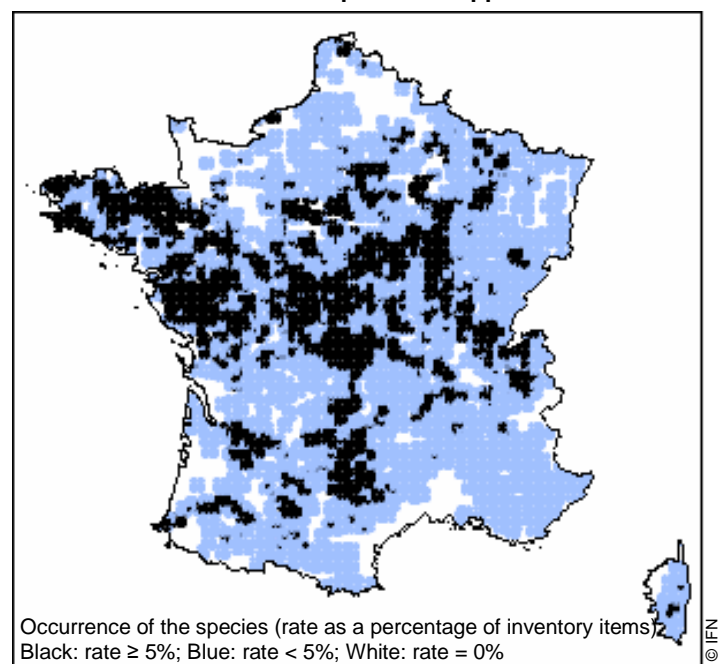 Occurrence of the species (rate as a percentage of inventory items)
Black: rate ≥ 5%; Blue: rate < 5%; White: rate = 0%
© IFN